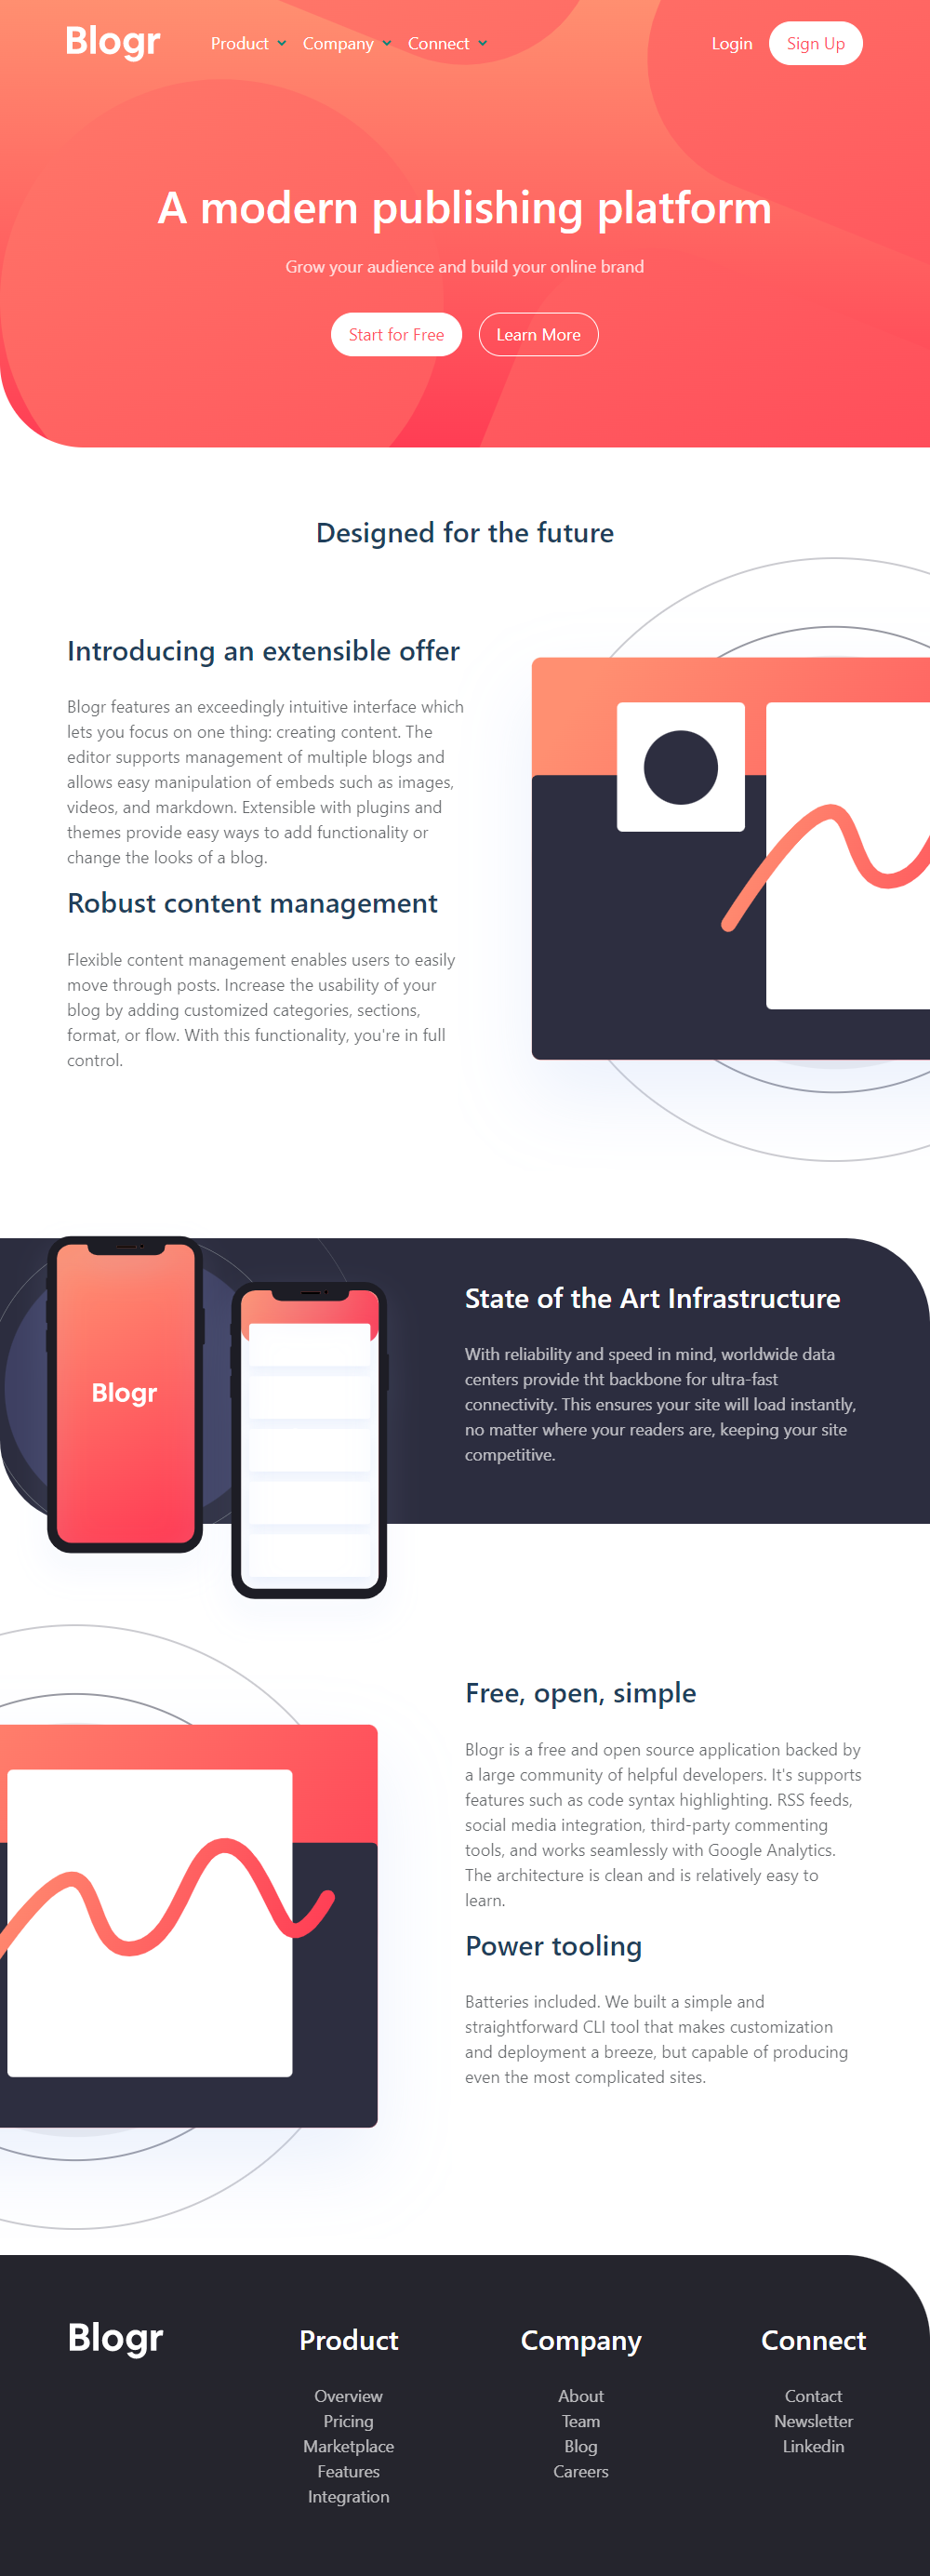 Blogr Product Company Connect Login Sign Up
A modern publishing platform
Grow your audience and build your online brand
Start for Free Learn More
Designed for the future
Introducing an extensible offer
Blogr features an exceedingly intuitive interface which
lets you focus on one thing: creating content. The
editor supports management of multiple blogs and
allows easy manipulation of embeds such as images,
videos, and markdown. Extensible with plugins and
themes provide easy ways to add functionality or
change the looks of a blog.
Robust content management
Flexible content management enables users to easily
move through posts. Increase the usability of your
blog by adding customized categories, sections,
format, or flow. With this functionality, you're in full
control.
Blogr
State of the Art Infrastructure
With reliability and speed in mind, worldwide data
centers provide tht backbone for ultra-fast
connectivity. This ensures your site will load instantly,
no matter where your readers are, keeping your site
competitive.
Free, open, simple
Blogr is a free and open source application backed by
a large community of helpful developers. It's supports
features such as code syntax highlighting. RSS feeds,
social media integration, third-party commenting
tools, and works seamlessly with Google Analytics.
The architecture is clean and is relatively easy to
learn.
Power tooling
Batteries included. We built a simple and
straightforward CLI tool that makes customization
and deployment a breeze, but capable of producing
even the most complicated sites.
Blogr
Product
Overview
Pricing
Marketplace
Features
Integration
Company
About
Team
Blog
Careers
Connect
Contact
Newsletter
Linkedin